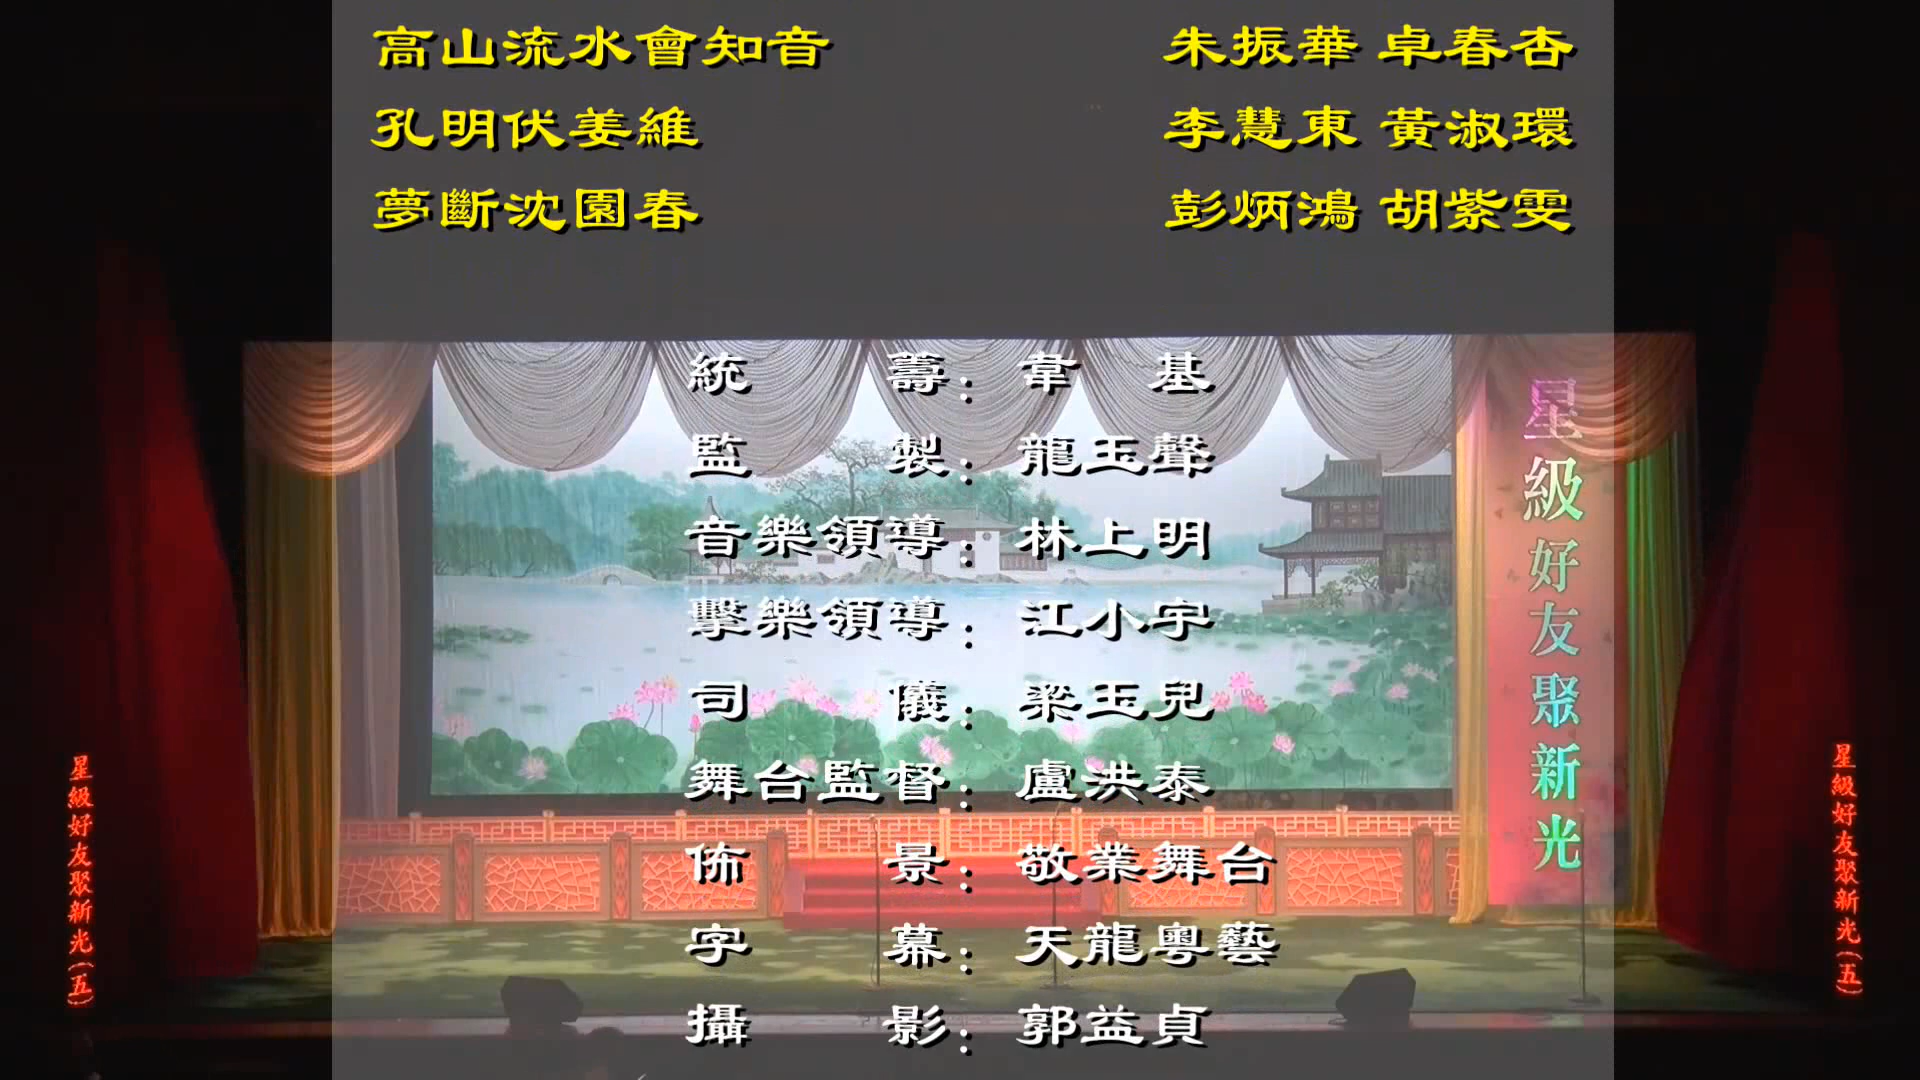 高山流水會知音 朱振華 卓春杏
孔明伏姜維 李慧東 黃淑環
夢斷沈園春 彭炳鴻 胡紫雯
統籌：韋基
監製：龍玉聲
音樂領導：林上明
擊樂領導：江小宇
司儀：梁玉兒
舞台監督：盧洪泰
佈景：敬業舞台
字幕：天龍粵藝
攝影：郭益貞
星級好友聚新光
星級好友聚新光(五)
星級好友聚新光(五)